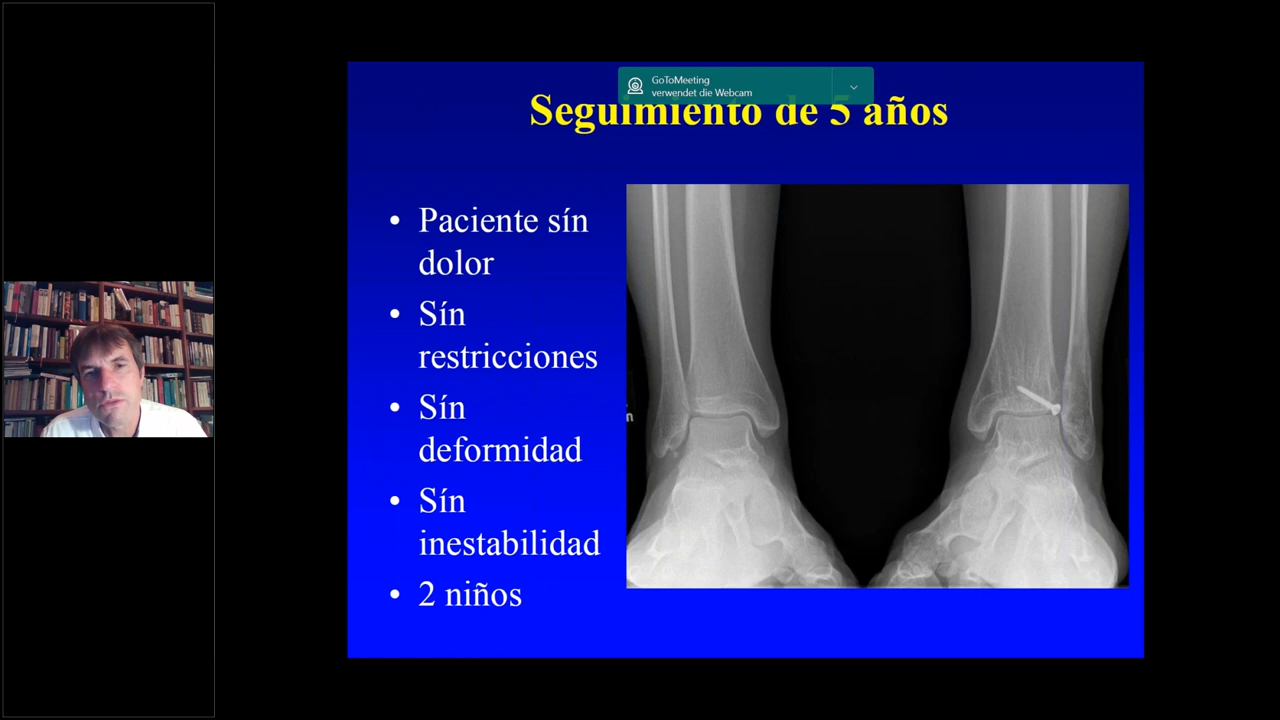 GoToMeeting
verwendet die Webcam
Seguimiento de 5 años
• Paciente sín
dolor
• Sín
restricciones
• Sín
deformidad
• Sín
inestabilidad
• 2 niños